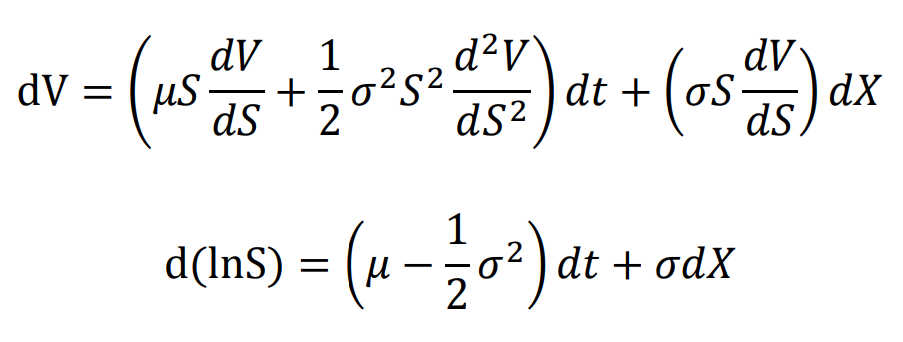 dV = (μS dV/dS + 1/2 σ²S² d²V/dS²) dt + (σS dV/dS) dX
d(lnS) = (μ − 1/2 σ²) dt + σdX